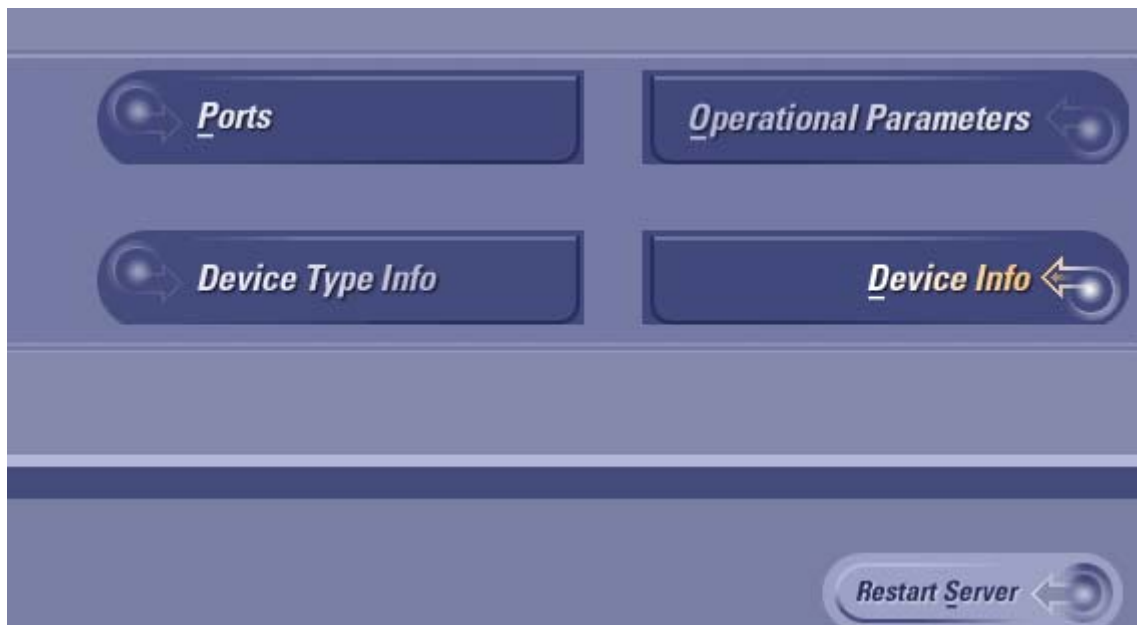 Ports
Operational Parameters
Device Type Info
Device Info
Restart Server